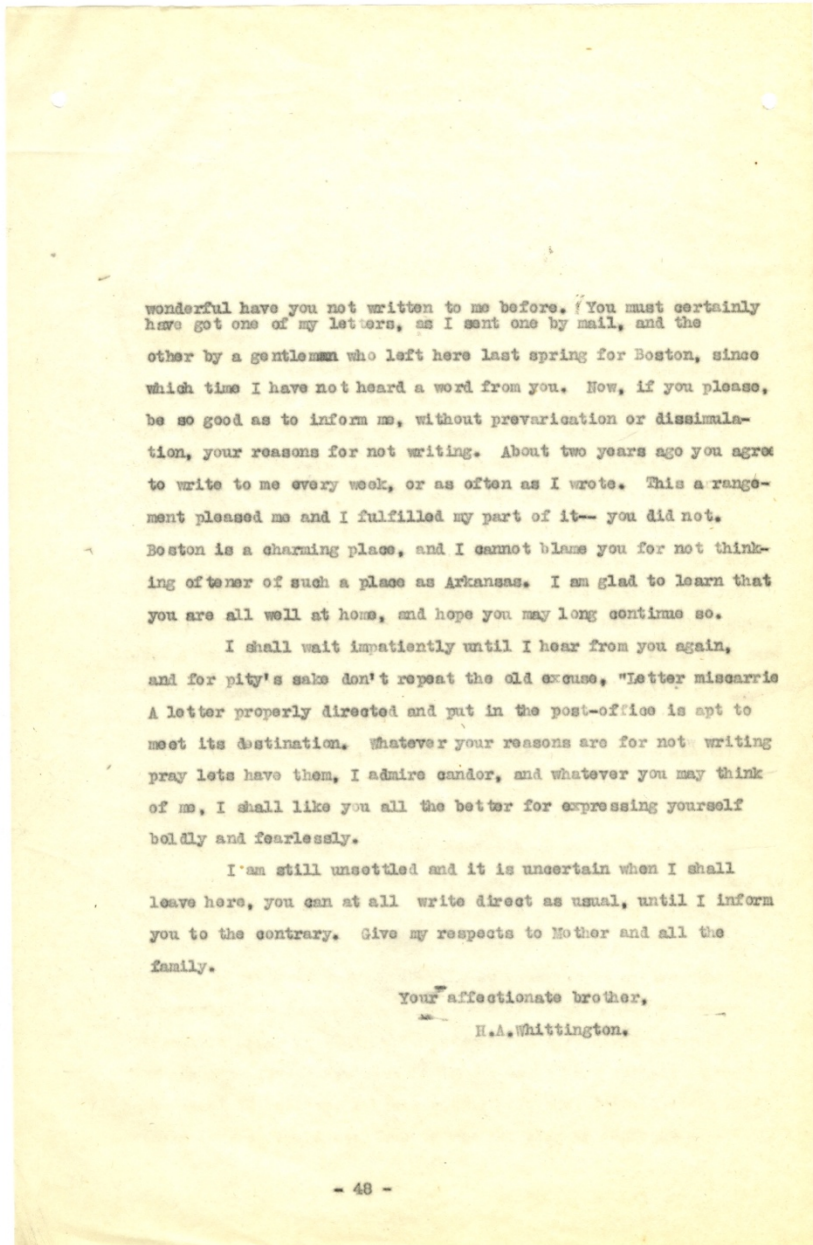 wonderful have you not written to me before. You must certainly
have got one of my letters, as I sent one by mail, and the
other by a gentleman who left here last spring for Boston, since
which time I have not heard a word from you. Now, if you please,
be so good as to inform me, without prevarication or dissimula-
tion, your reasons for not writing. About two years ago you agree
to write to me every week, or as often as I wrote. This a range-
ment pleased me and I fulfilled my part of it-- you did not.
Boston is a charming place, and I cannot blame you for not think-
ing oftener of such a place as Arkansas. I am glad to learn that
you are all well at home, and hope you may long continue so.
I shall wait impatiently until I hear from you again,
and for pity's sake don't repeat the old excuse, "Letter miscarrie
A letter properly directed and put in the post-office is apt to
meet its destination. Whatever your reasons are for not writing
pray lets have them, I admire candor, and whatever you may think
of me, I shall like you all the better for expressing yourself
boldly and fearlessly.
I am still unsettled and it is uncertain when I shall
leave here, you can at all write direct as usual, until I inform
you to the contrary. Give my respects to Mother and all the
family.
Your affectionate brother,
H.A.Whittington.
- 48 -